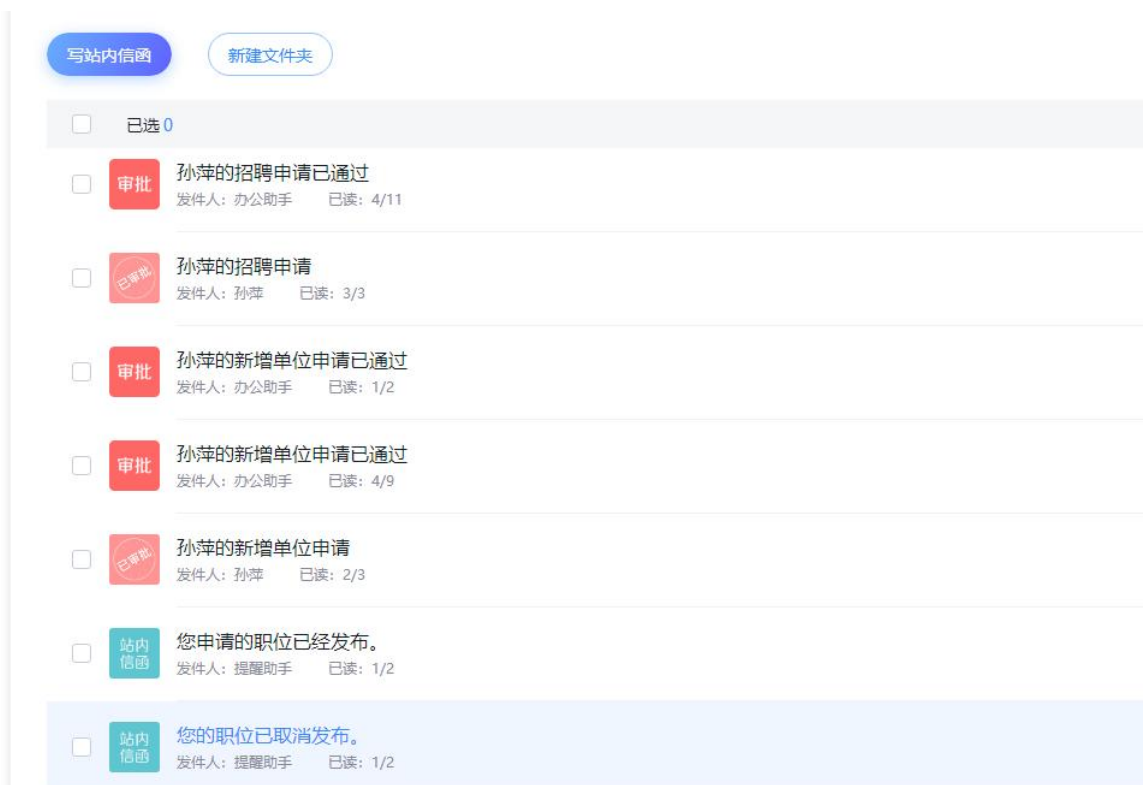 写站内信函 新建文件夹
已选 0
审批 孙萍的招聘申请已通过
发件人：办公助手 已读：4/11
已审批 孙萍的招聘申请
发件人：孙萍 已读：3/3
审批 孙萍的新增单位申请已通过
发件人：办公助手 已读：1/2
审批 孙萍的新增单位申请已通过
发件人：办公助手 已读：4/9
已审批 孙萍的新增单位申请
发件人：孙萍 已读：2/3
站内
信函
您申请的职位已经发布。
发件人：提醒助手 已读：1/2
站内
信函
您的职位已取消发布。
发件人：提醒助手 已读：1/2